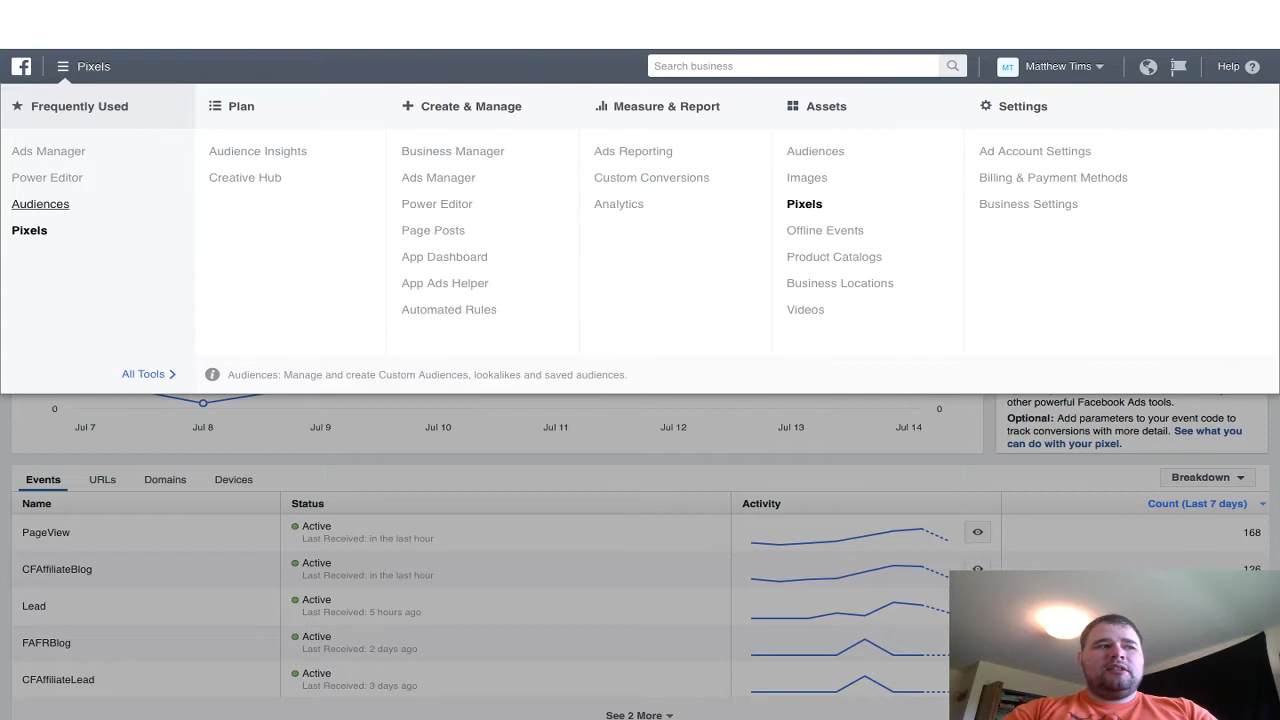 Pixels
Search business
MT
Matthew Tims
Help
Frequently Used
Ads Manager
Power Editor
Audiences
Pixels
All Tools
Plan
Audience Insights
Creative Hub
Create & Manage
Business Manager
Ads Manager
Power Editor
Page Posts
App Dashboard
App Ads Helper
Automated Rules
Measure & Report
Ads Reporting
Custom Conversions
Analytics
Assets
Audiences
Images
Pixels
Offline Events
Product Catalogs
Business Locations
Videos
Settings
Ad Account Settings
Billing & Payment Methods
Business Settings
Audiences: Manage and create Custom Audiences, lookalikes and saved audiences.
0
0
Jul 7
Jul 8
Jul 9
Jul 10
Jul 11
Jul 12
Jul 13
Jul 14
other powerful Facebook Ads tools.
Optional: Add parameters to your event code to
track conversions with more detail. See what you
can do with your pixel.
Events
URLs
Domains
Devices
Breakdown
Name
Status
Activity
Count (Last 7 days)
PageView
Active
Last Received: in the last hour
168
CFAffiliateBlog
Active
Last Received: in the last hour
126
Lead
Active
Last Received: 5 hours ago
FAFRBlog
Active
Last Received: 2 days ago
CFAffiliateLead
Active
Last Received: 3 days ago
See 2 More